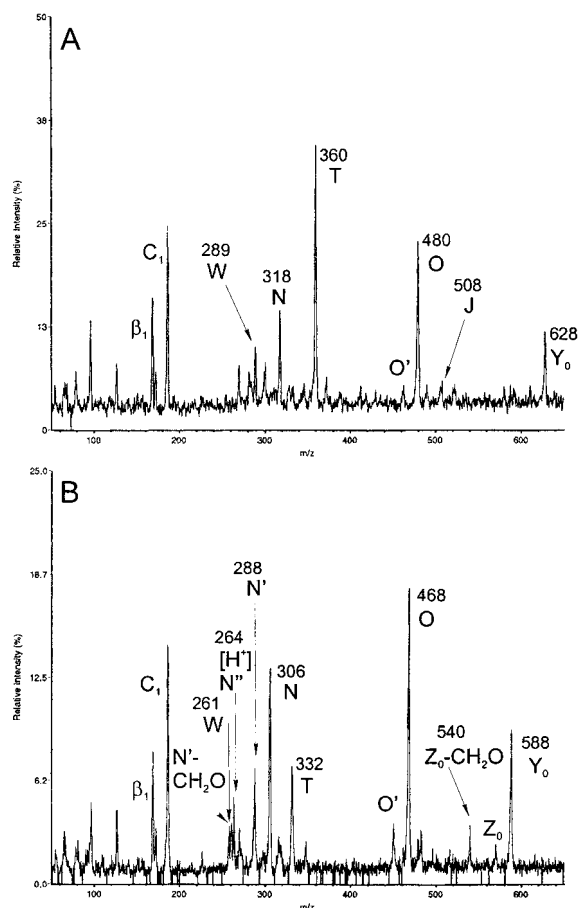 A
50
38
25
13
0
Relative Intensity (%)
100 200 300 400 500 600
m/z
β1
C1
289
W
318
N
360
T
O'
480
O
508
J
628
Y0
B
25.0
18.7
12.5
6.2
0.0
Relative Intensity (%)
100 200 300 400 500 600
m/z
β1
C1
N'-
CH2O
261
W
264
[H+]
N"
288
N'
306
N
332
T
O'
468
O
540
Z0-CH2O
Z0
588
Y0